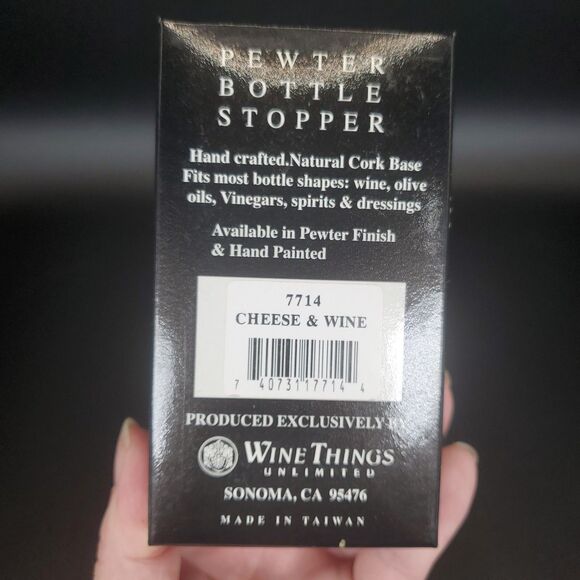 PEWTER
BOTTLE
STOPPER
Hand crafted.Natural Cork Base
Fits most bottle shapes: wine, olive
oils, Vinegars, spirits & dressings
Available in Pewter Finish
& Hand Painted
7714
CHEESE & WINE
7 40731 17714 4
PRODUCED EXCLUSIVELY BY
WINE THINGS
UNLIMITED
SONOMA, CA 95476
MADE IN TAIWAN